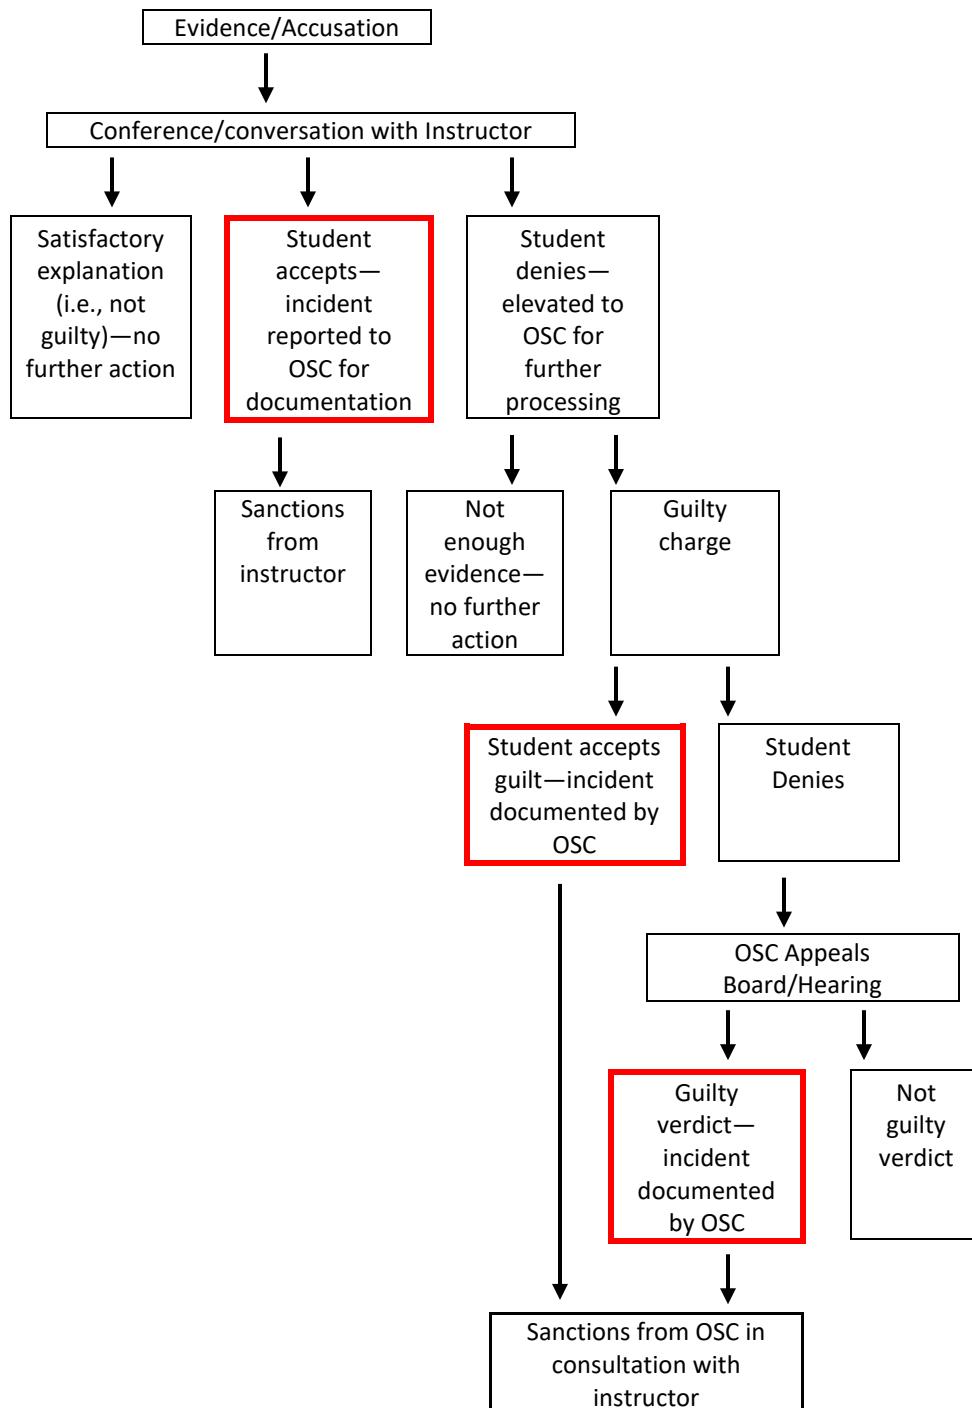 Evidence/Accusation
Conference/conversation with Instructor
Satisfactory
explanation
(i.e., not
guilty)—no
further action
Student
accepts—
incident
reported to
OSC for
documentation
Student
denies—
elevated to
OSC for
further
processing
Sanctions
from
instructor
Not
enough
evidence—
no further
action
Guilty
charge
Student accepts
guilt—incident
documented by
OSC
Student
Denies
OSC Appeals
Board/Hearing
Guilty
verdict—
incident
documented
by OSC
Not
guilty
verdict
Sanctions from OSC in
consultation with
instructor